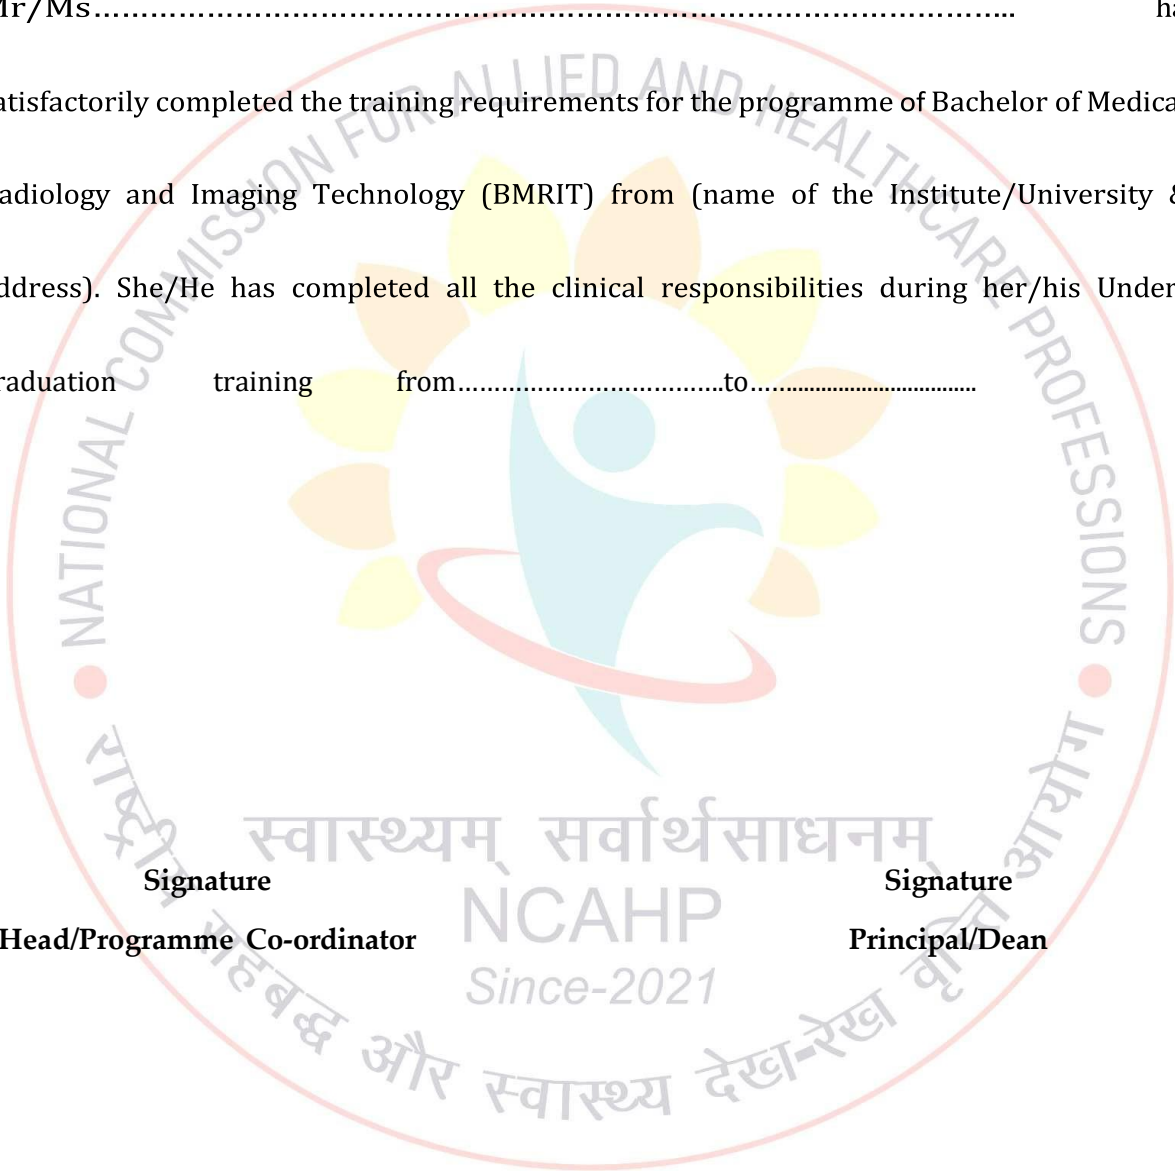 Mr/Ms…………………………………………………………………………………….. ha
atisfactorily completed the training requirements for the programme of Bachelor of Medica
adiology and Imaging Technology (BMRIT) from (name of the Institute/University &
ddress). She/He has completed all the clinical responsibilities during her/his Under
raduation training from……………………………….to…..................................
NATIONAL COMMISSION FOR ALLIED AND HEALTHCARE PROFESSIONS
स्वास्थ्यम् सर्वार्थसाधनम्
Signature Signature
NCAHP
Head/Programme Co-ordinator Principal/Dean
Since-2021
राष्ट्रीय सहबद्ध और स्वास्थ्य देख-रेख वृत्ति आयोग